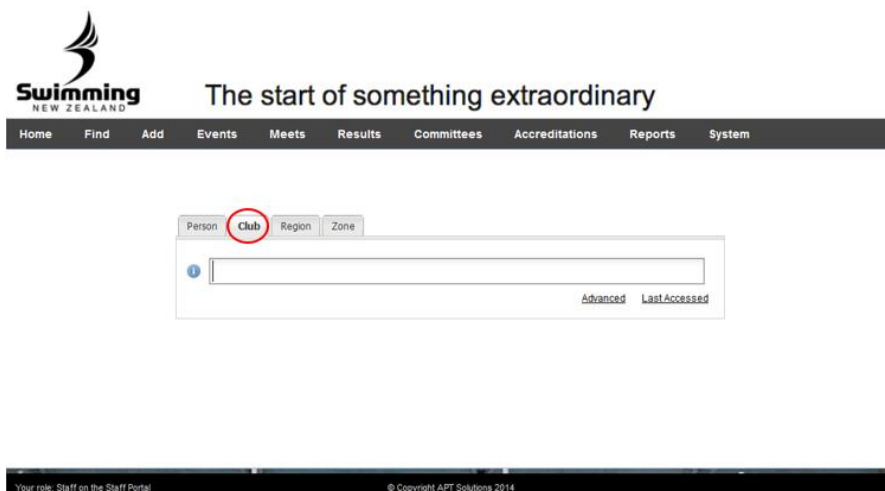 Swimming
NEW ZEALAND
The start of something extraordinary
Home Find Add Events Meets Results Committees Accreditations Reports System
Person Club Region Zone
i
Advanced Last Accessed
Your role: Staff on the Staff Portal © Copyright APT Solutions 2014